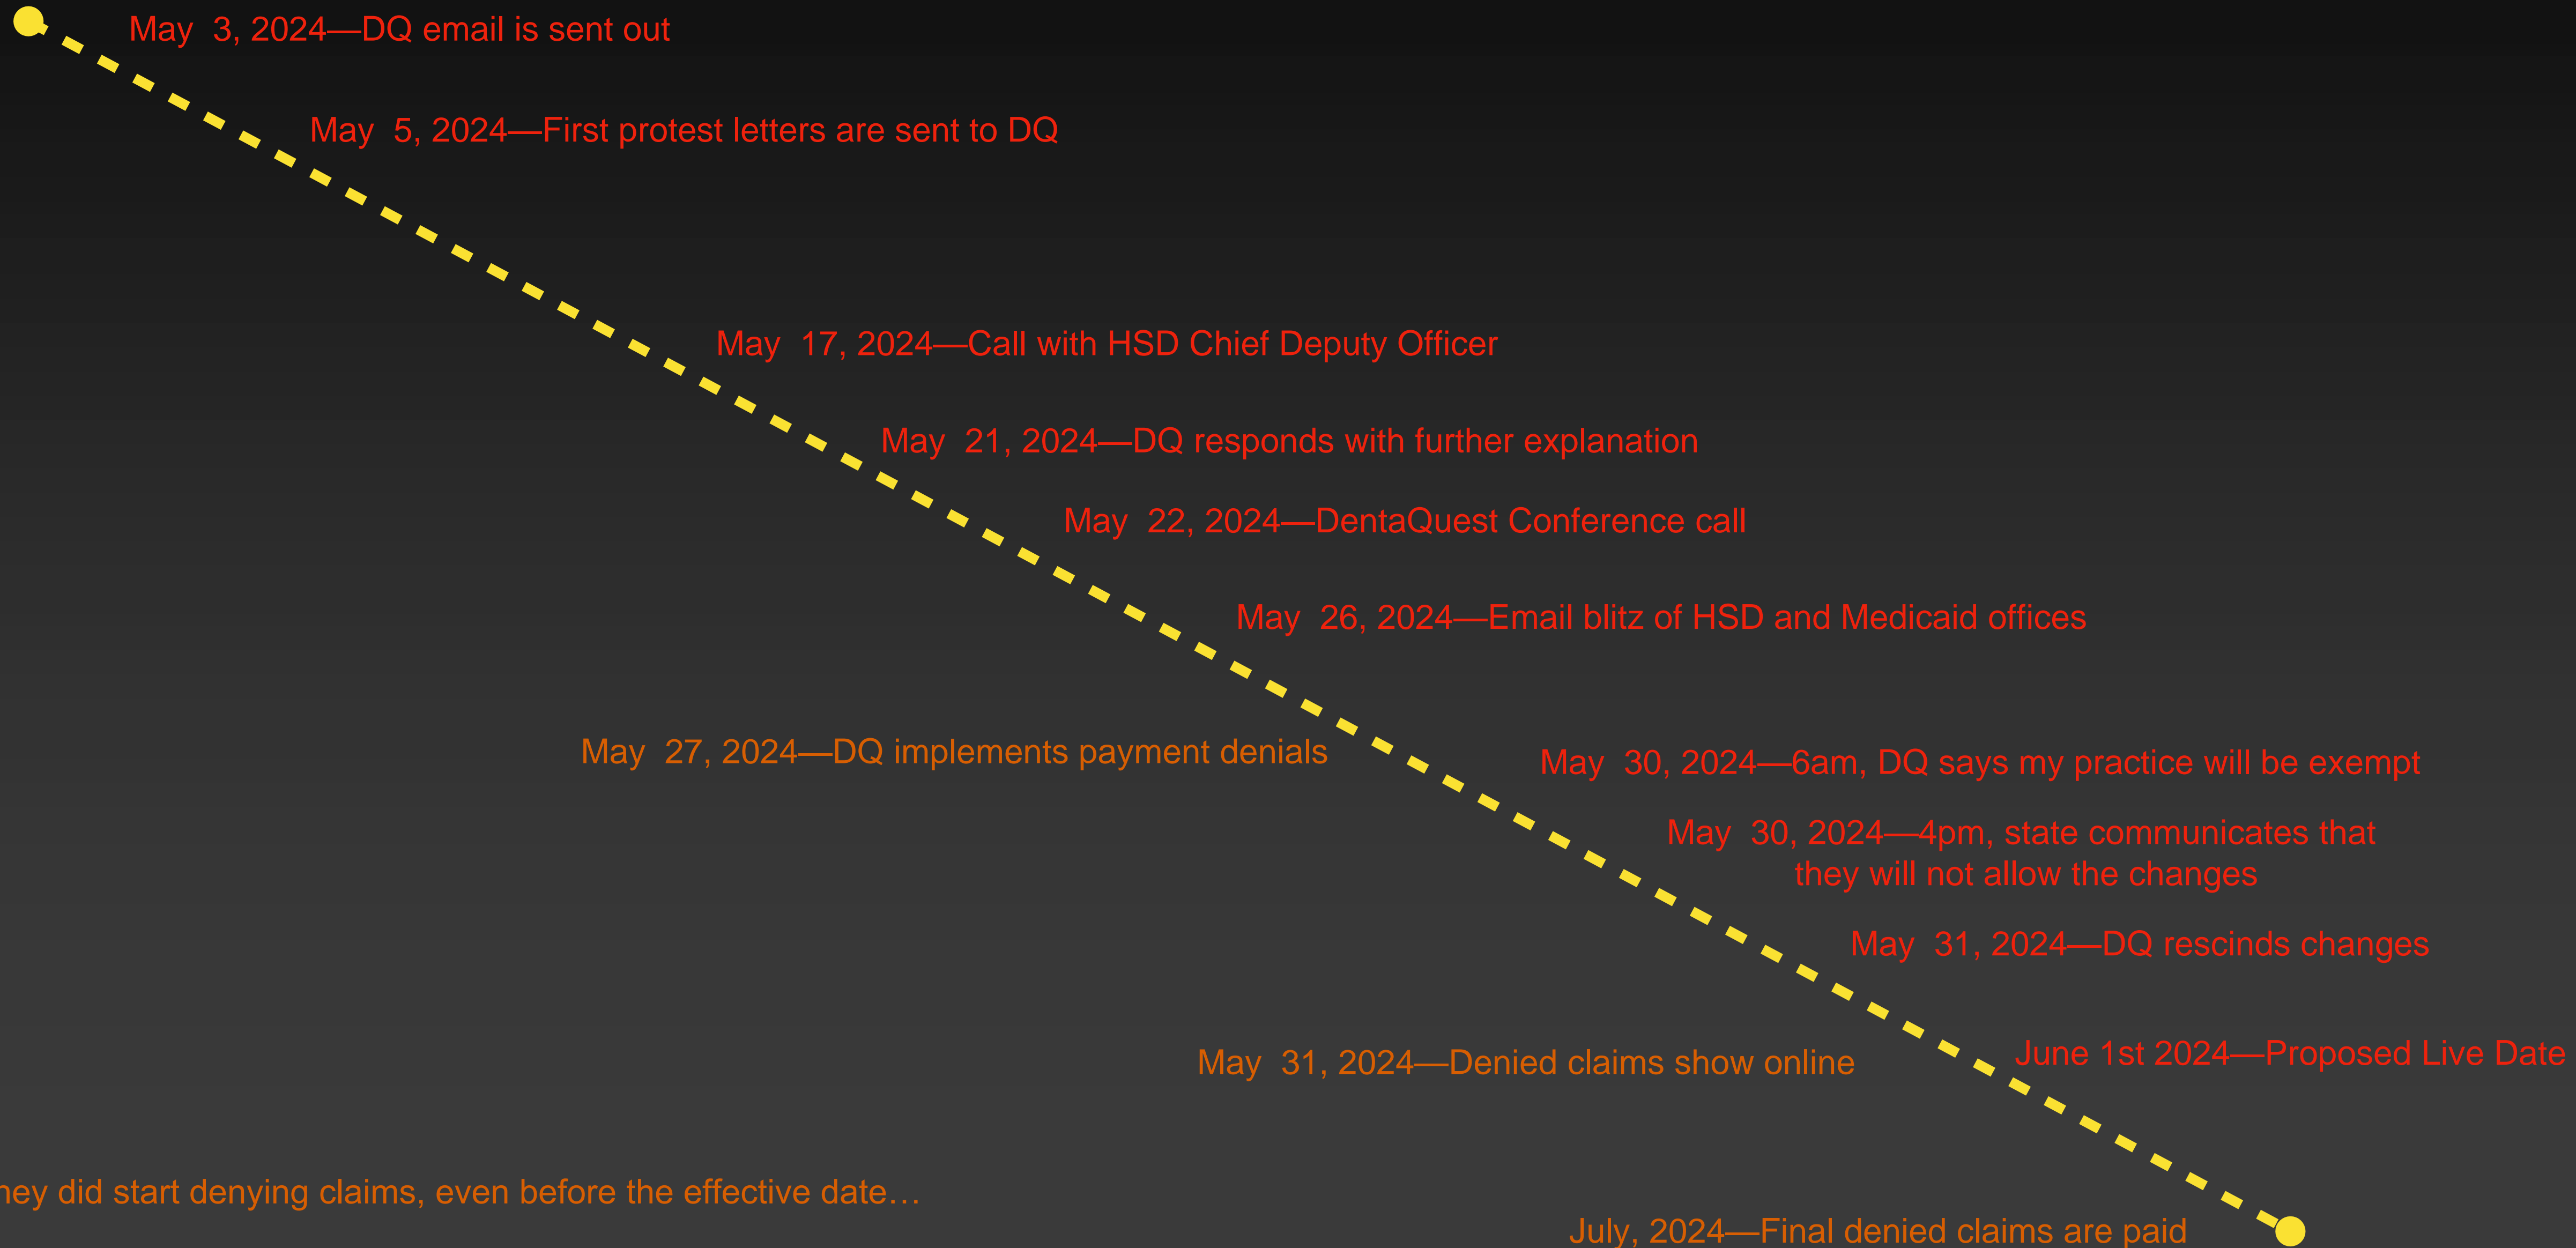 May  3, 2024—DQ email is sent out
May  5, 2024—First protest letters are sent to DQ
May  17, 2024—Call with HSD Chief Deputy Officer
May  21, 2024—DQ responds with further explanation
May  22, 2024—DentaQuest Conference call
May  26, 2024—Email blitz of HSD and Medicaid offices
May  27, 2024—DQ implements payment denials
May  30, 2024—6am, DQ says my practice will be exempt
May  30, 2024—4pm, state communicates that
they will not allow the changes
May  31, 2024—DQ rescinds changes
June 1st 2024—Proposed Live Date
May  31, 2024—Denied claims show online
did start denying claims, even before the effective date…
July, 2024—Final denied claims are paid